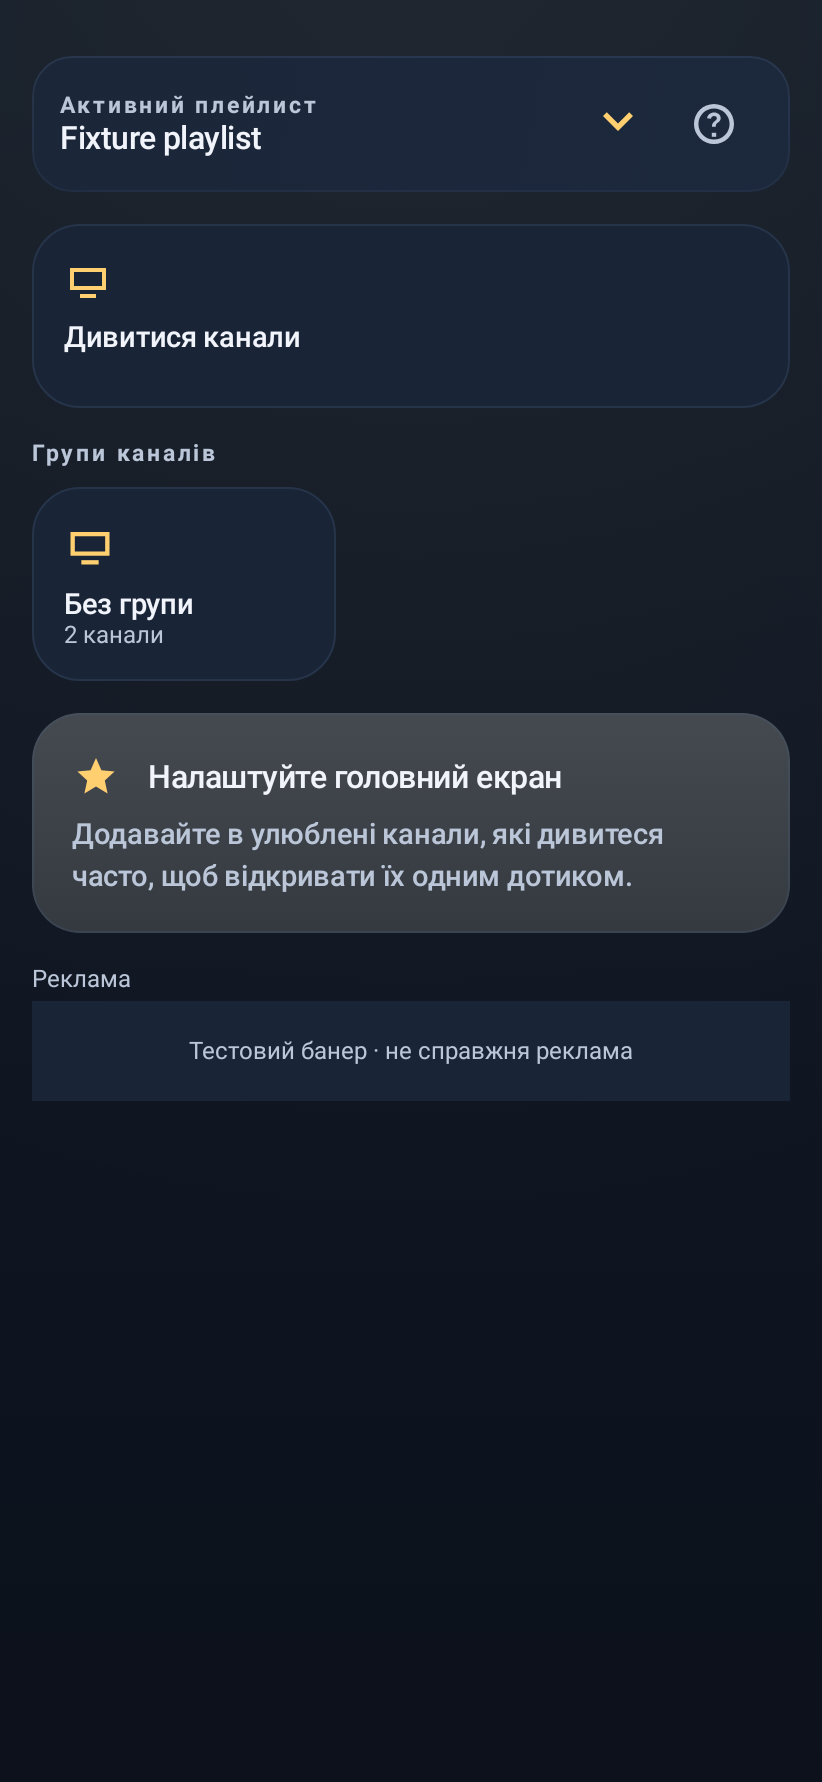 Активний плейлист
Fixture playlist
Дивитися канали
Групи каналів
Без групи
2 канали
Налаштуйте головний екран
Додавайте в улюблені канали, які дивитеся
часто, щоб відкривати їх одним дотиком.
Реклама
Тестовий банер · не справжня реклама